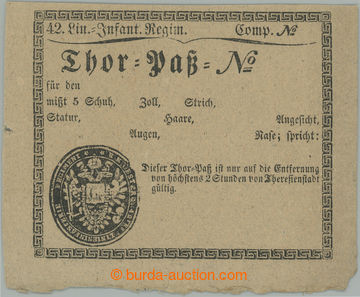 42. Lin.-Infant. Regim. Comp. №
Thor-Paß-№
für den
mißt 5 Schuh, Zoll, Strich,
Statur, Haare, Angesicht,
Augen, Nase; spricht:
Dieser Thor-Paß ist nur auf die Entfernung
von höchstens 2 Stunden von Theresienstadt
gültig.
burda-auction.com